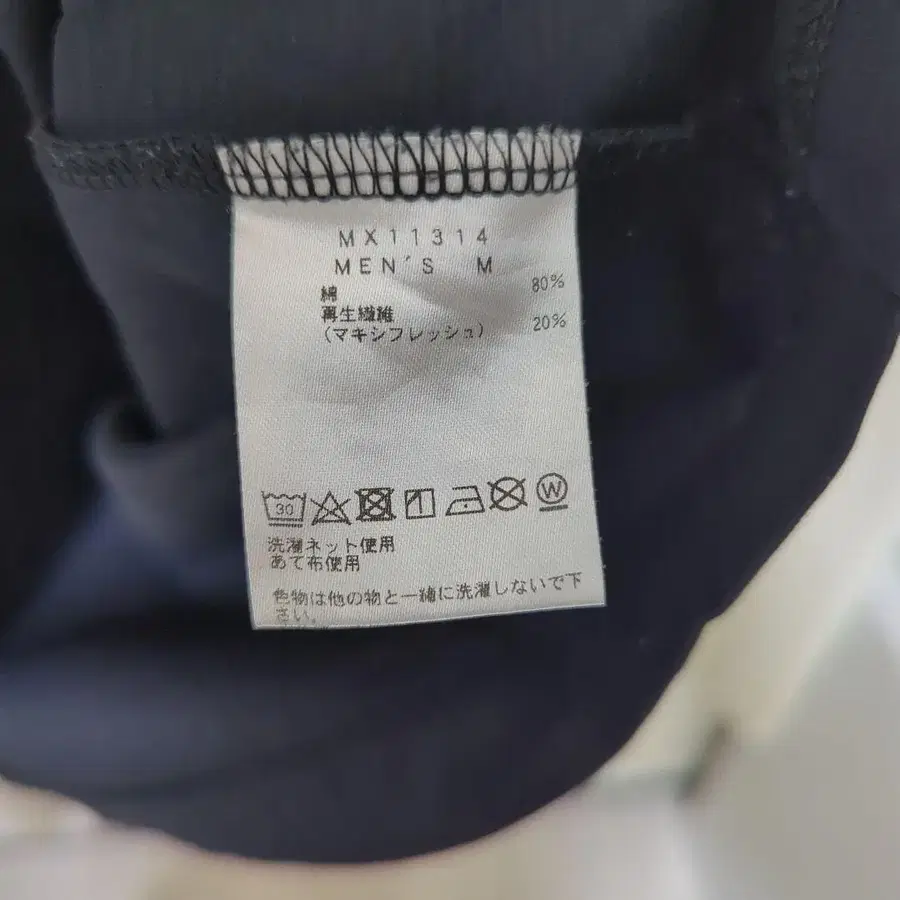 MX11314
MEN'S M
綿 80%
再生繊維
(マキシフレッシュ) 20%
30 W
洗濯ネット使用
あて布使用
色物は他の物と一緒に洗濯しないで下
さい。